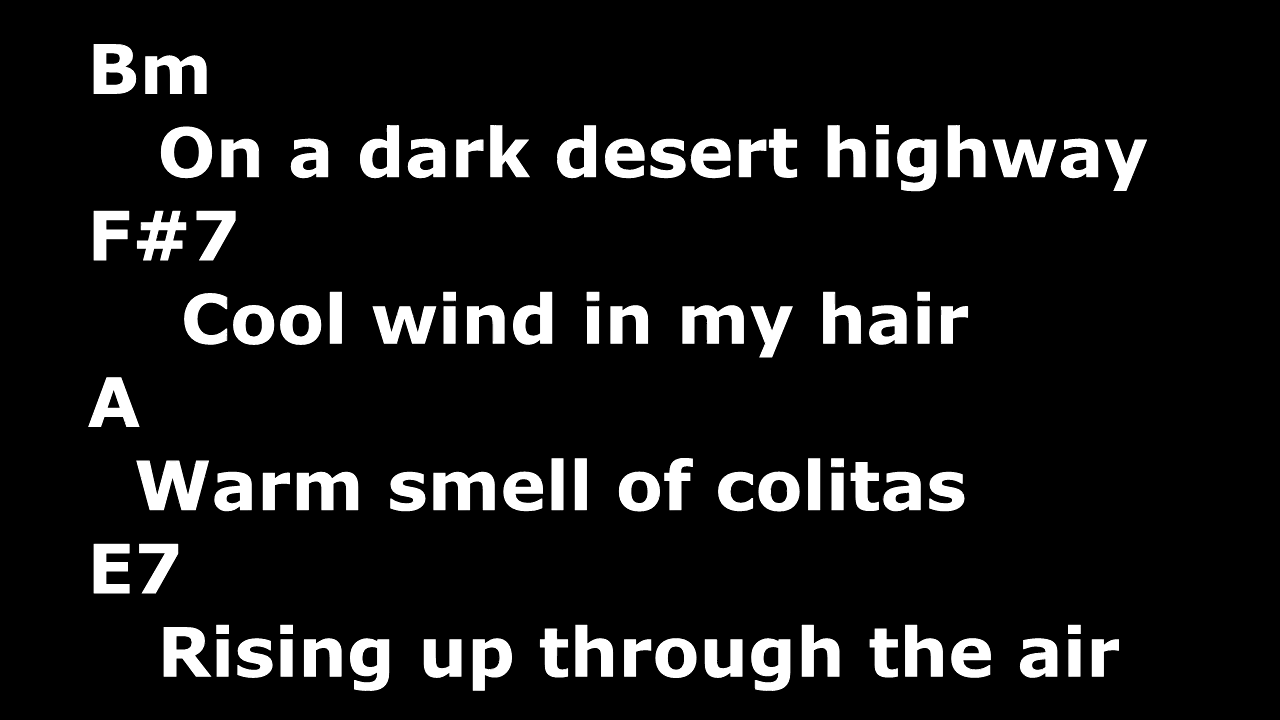 Bm
On a dark desert highway
F#7
Cool wind in my hair
A
Warm smell of colitas
E7
Rising up through the air